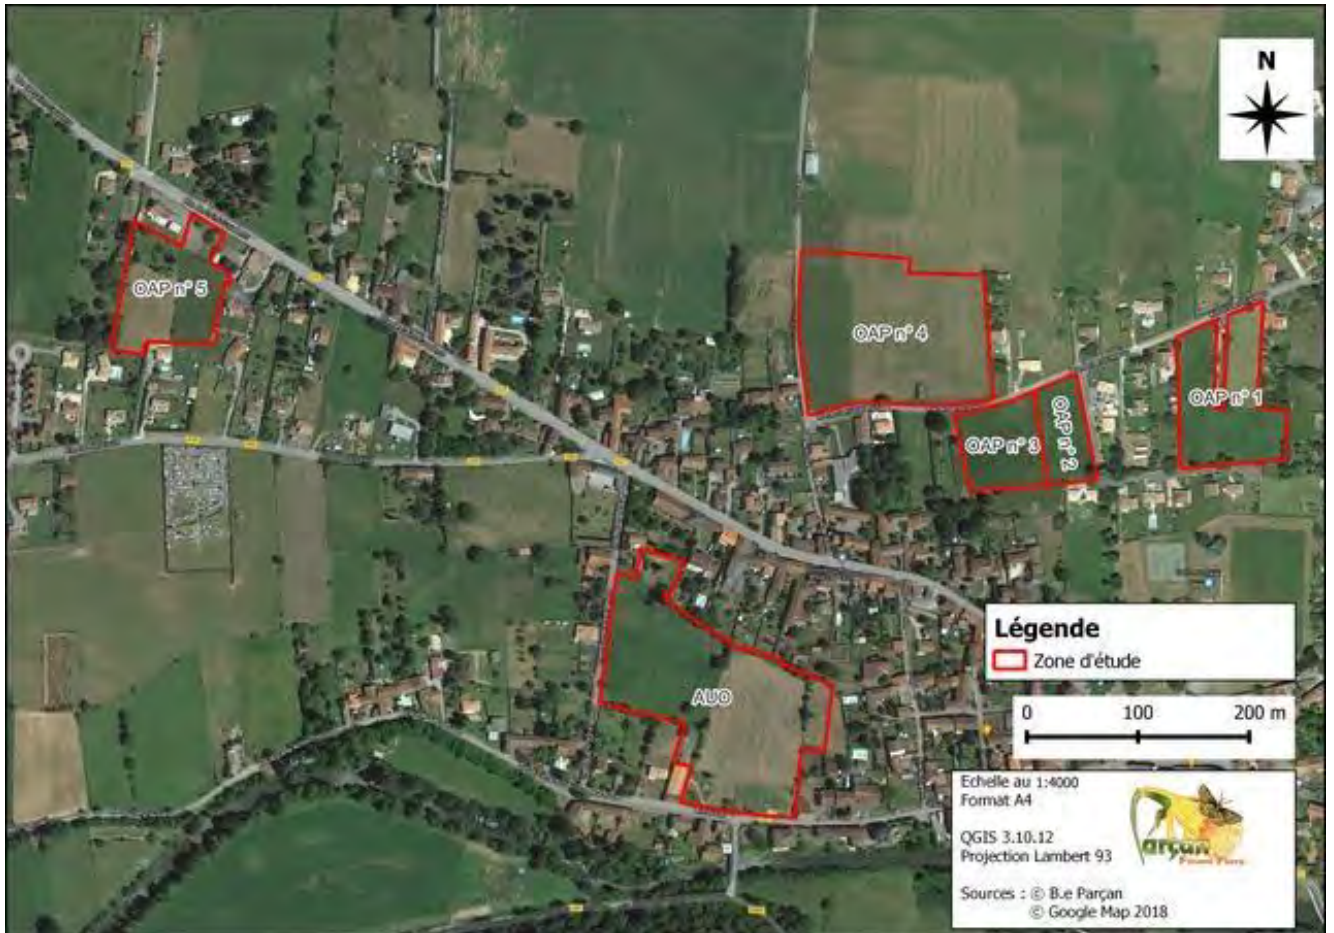 N
OAP n° 5
OAP n° 4
OAP n° 1
OAP n° 3
OAP n° 2
AUO
Légende
Zone d'étude
0 100 200 m
Echelle au 1:4000
Format A4
QGIS 3.10.12
Projection Lambert 93
Sources : © B.e Parçan
© Google Map 2018
Parçan